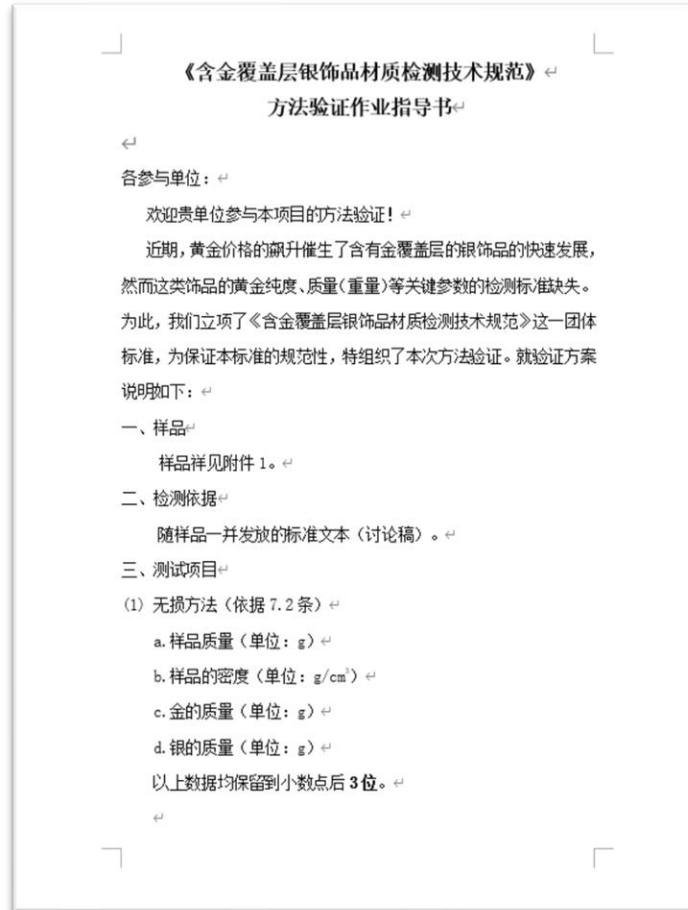 《含金覆盖层银饰品材质检测技术规范》
方法验证作业指导书
各参与单位：
欢迎贵单位参与本项目的方法验证！
近期，黄金价格的飙升催生了含有金覆盖层的银饰品的快速发展，
然而这类饰品的黄金纯度、质量（重量）等关键参数的检测标准缺失。
为此，我们立项了《含金覆盖层银饰品材质检测技术规范》这一团体
标准，为保证本标准的规范性，特组织了本次方法验证。就验证方案
说明如下：
一、样品
样品祥见附件 1。
二、检测依据
随样品一并发放的标准文本（讨论稿）。
三、测试项目
(1) 无损方法（依据 7.2 条）
a.样品质量（单位：g）
b.样品的密度（单位：g/cm³）
c.金的质量（单位：g）
d.银的质量（单位：g）
以上数据均保留到小数点后 3 位。